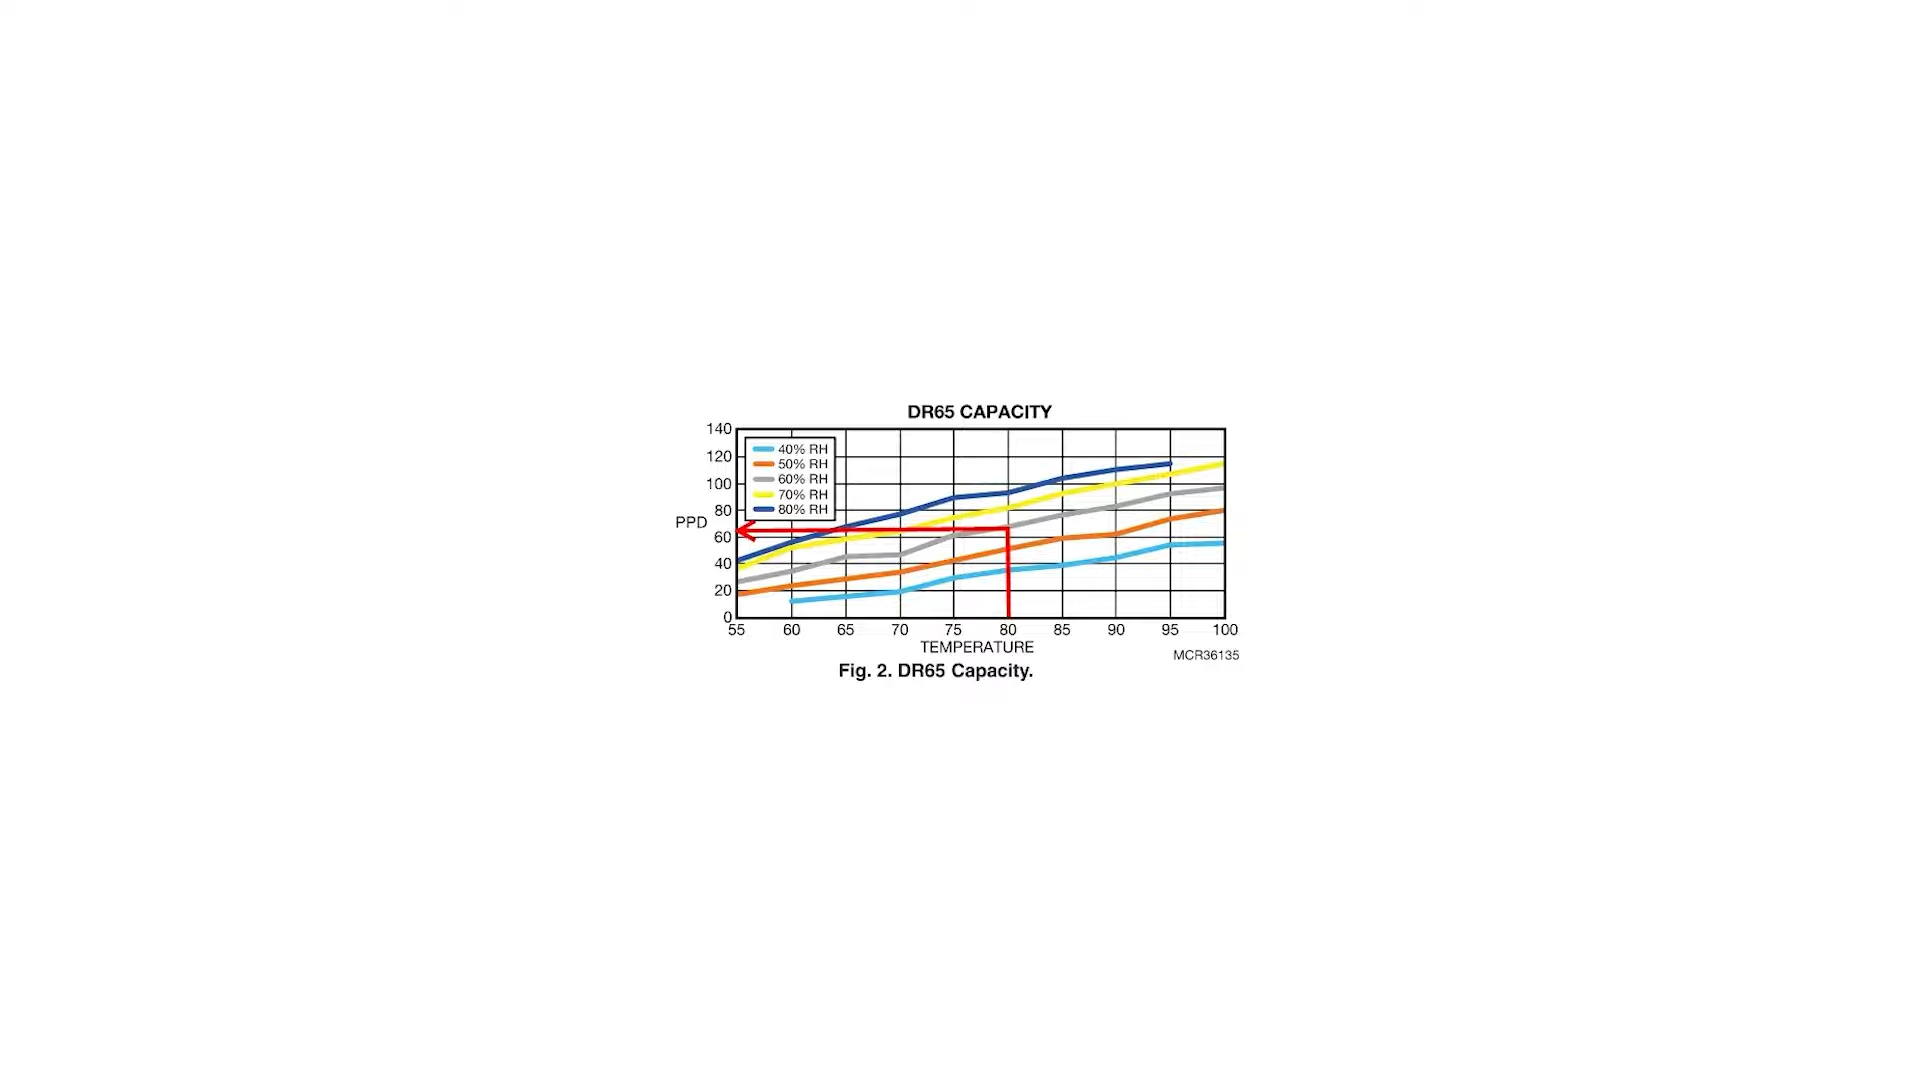 DR65 CAPACITY
140
120
100
80
60
40
20
0
PPD
40% RH
50% RH
60% RH
70% RH
80% RH
55 60 65 70 75 80 85 90 95 100
TEMPERATURE
MCR36135
Fig. 2. DR65 Capacity.